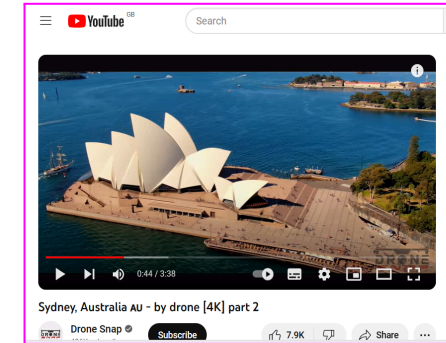 YouTube GB
Search
DRONE
0:44 / 3:38
Sydney, Australia AU - by drone [4K] part 2
Drone Snap
Subscribe
7.9K
Share